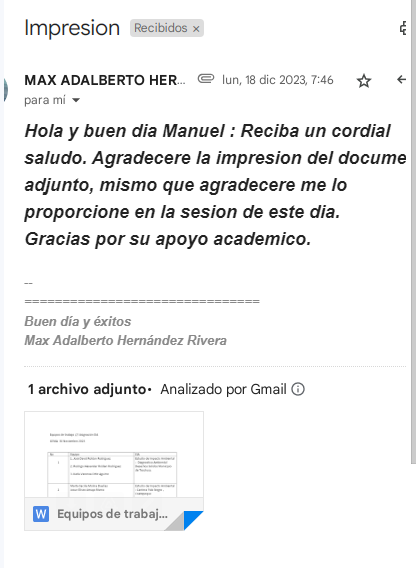 Impresion Recibidos ×
MAX ADALBERTO HER... lun, 18 dic 2023, 7:46
para mí
Hola y buen dia Manuel : Reciba un cordial
saludo. Agradecere la impresion del docume
adjunto, mismo que agradecere me lo
proporcione en la sesion de este dia.
Gracias por su apoyo academico.
--
===============================
Buen día y éxitos
Max Adalberto Hernández Rivera
1 archivo adjunto• Analizado por Gmail
W Equipos de trabaj...